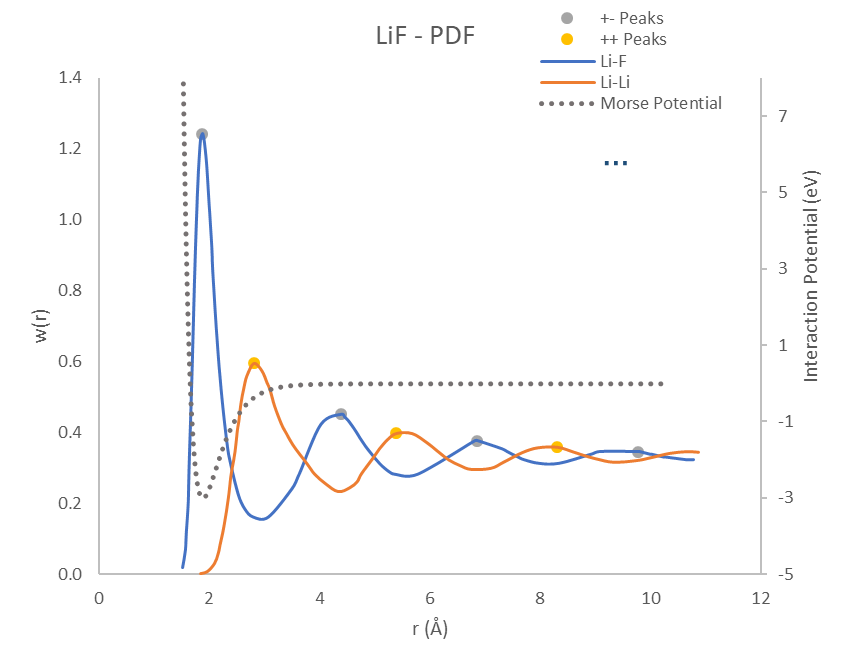 LiF - PDF
+- Peaks
++ Peaks
Li-F
Li-Li
Morse Potential
1.4
1.2
1.0
0.8
0.6
0.4
0.2
0.0
w(r)
7
5
3
1
-1
-3
-5
Interaction Potential (eV)
0 2 4 6 8 10 12
r (Å)